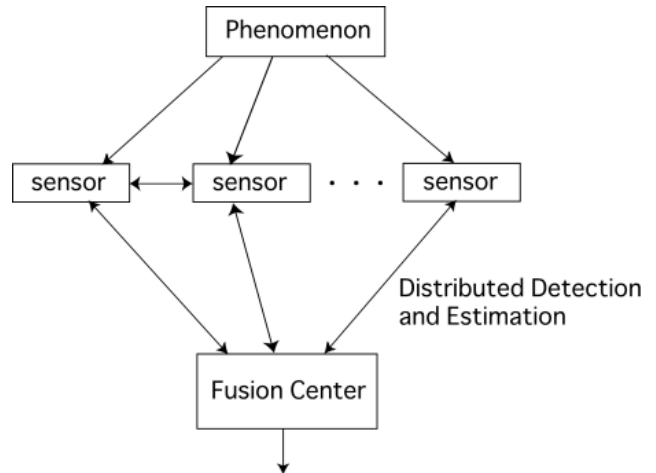 Phenomenon
sensor
sensor
. . .
sensor
Distributed Detection
and Estimation
Fusion Center